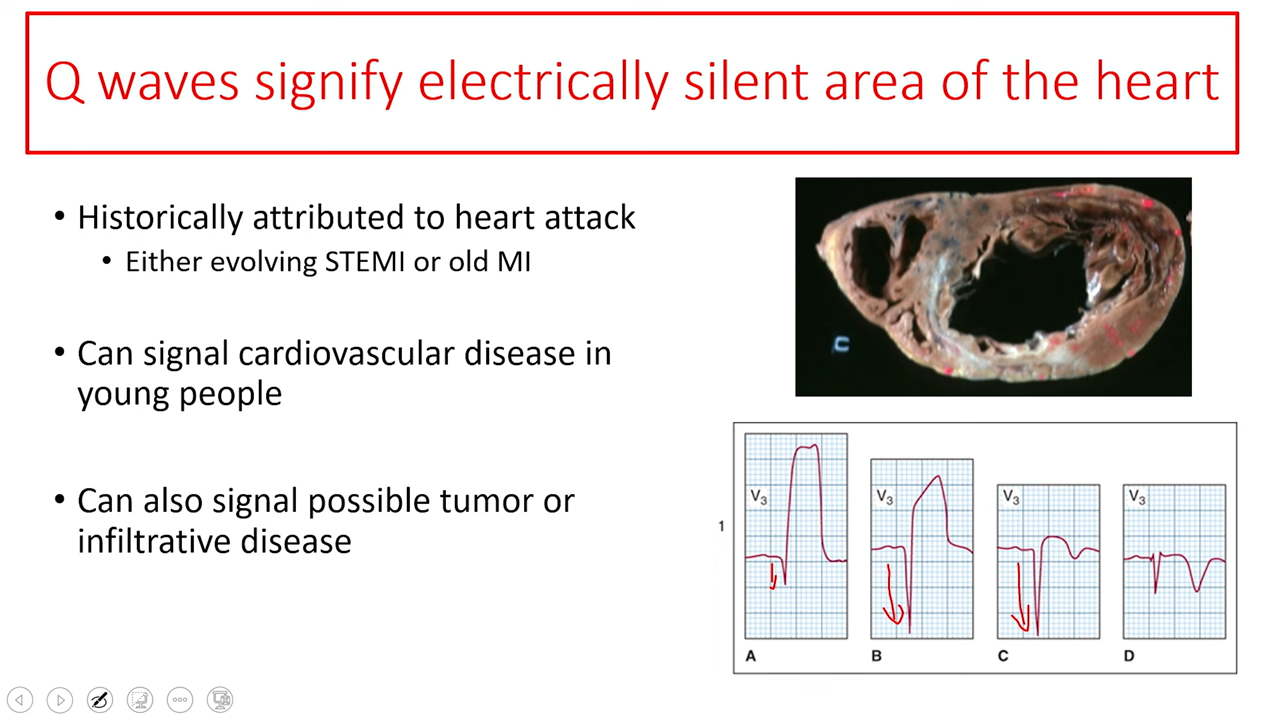 Q waves signify electrically silent area of the heart
• Historically attributed to heart attack
• Either evolving STEMI or old MI
• Can signal cardiovascular disease in
young people
• Can also signal possible tumor or
infiltrative disease
C
1
V3
V3
V3
V3
A
B
C
D